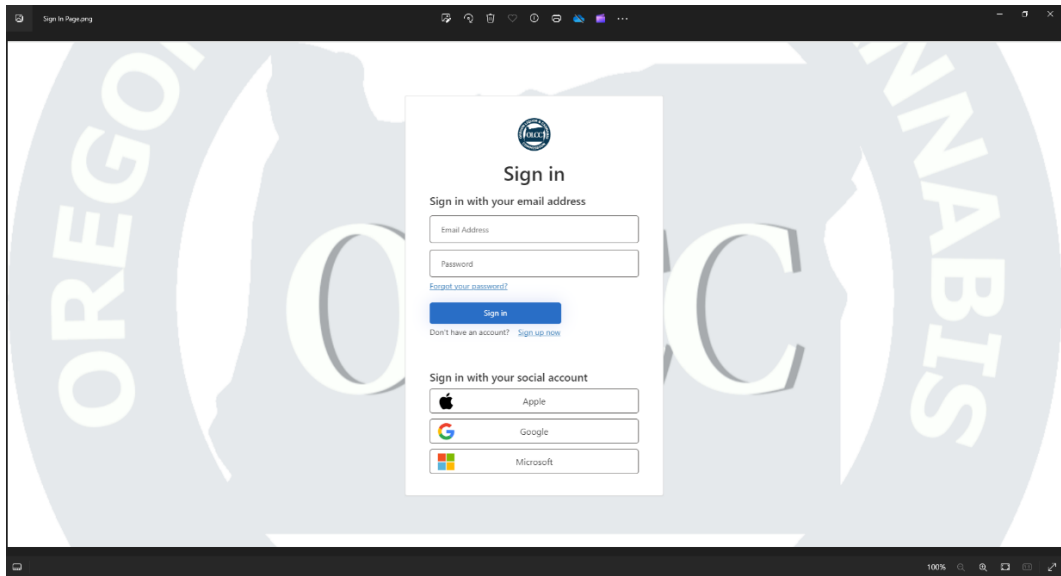 Sign In Page.png
OREGON
CANNABIS
OLCC
OLCC
Sign in
Sign in with your email address
Email Address
Password
Forgot your password?
Sign in
Don't have an account? Sign up now
Sign in with your social account
Apple
Google
Microsoft
100%